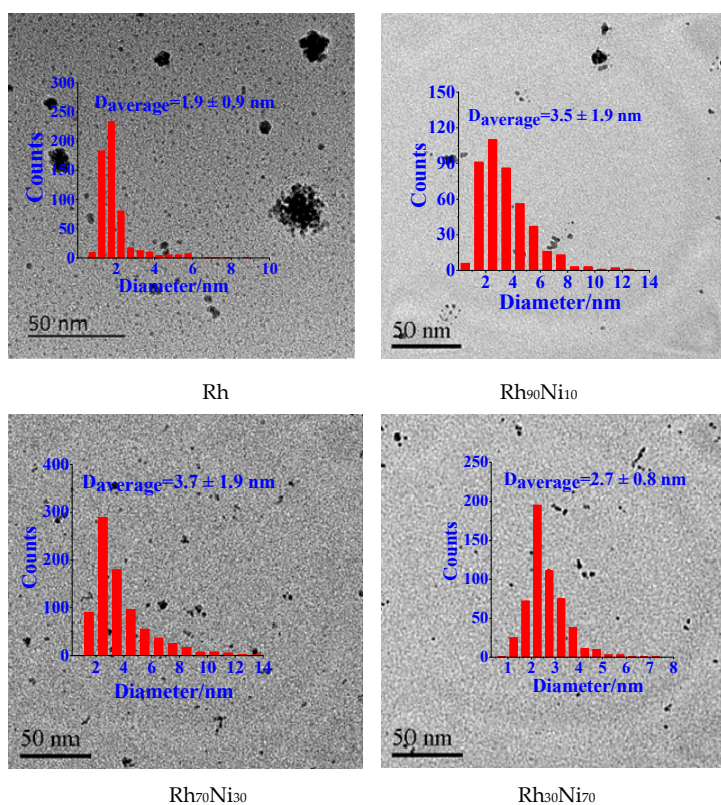 300
250
200
150
100
50
0
Counts
Daverage=1.9 ± 0.9 nm
2 4 6 8 10
Diameter/nm
50 nm
Rh
150
120
90
60
30
0
Counts
Daverage=3.5 ± 1.9 nm
2 4 6 8 10 12 14
Diameter/nm
50 nm
Rh90Ni10
400
300
200
100
0
Counts
Daverage=3.7 ± 1.9 nm
2 4 6 8 10 12 14
Diameter/nm
50 nm
Rh70Ni30
250
200
150
100
50
0
Counts
Daverage=2.7 ± 0.8 nm
1 2 3 4 5 6 7 8
Diameter/nm
50 nm
Rh30Ni70